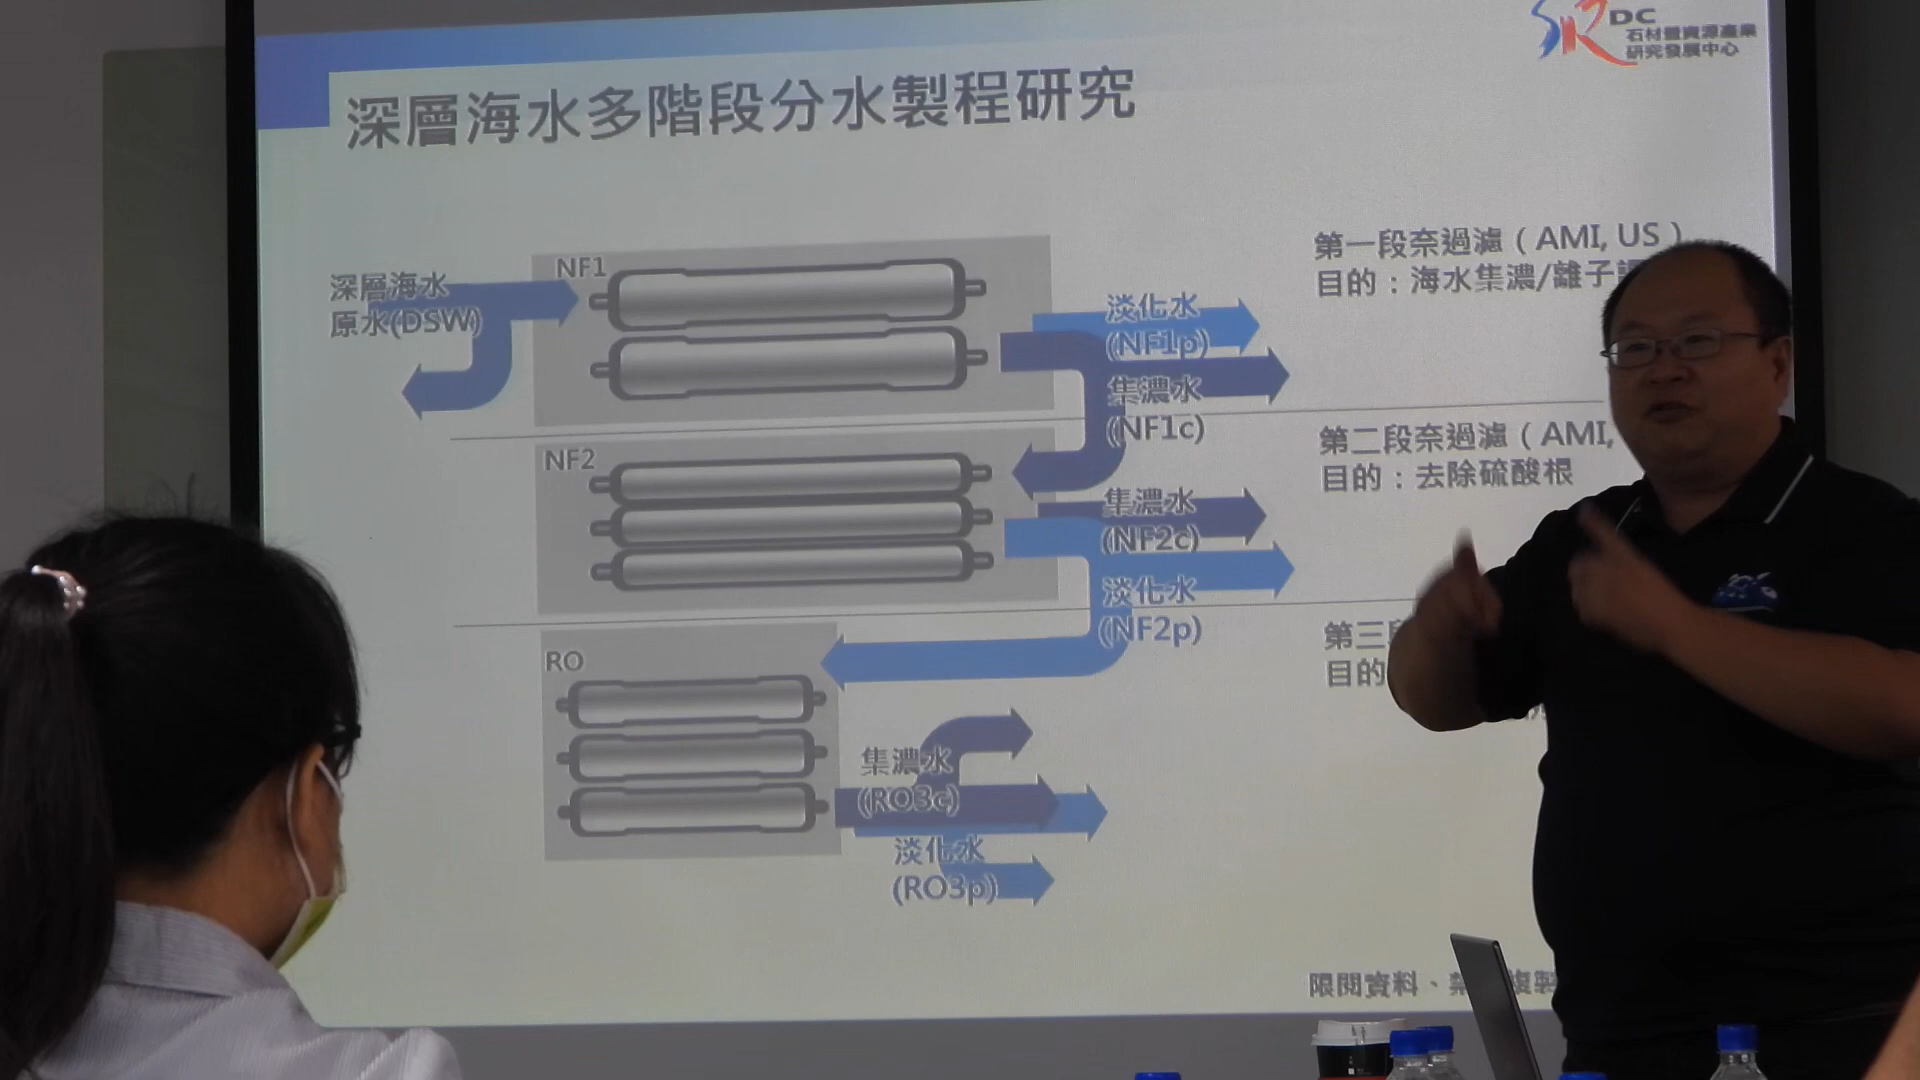 SRDC
石材暨資源產業
研究發展中心
深層海水多階段分水製程研究
深層海水
原水(DSW)
NF1
淡化水
(NF1p)
集濃水
(NF1c)
第一段奈過濾（AMI, US）
目的：海水集濃/離子
NF2
集濃水
(NF2c)
淡化水
(NF2p)
第二段奈過濾（AMI,
目的：去除硫酸根
RO
集濃水
(RO3c)
淡化水
(RO3p)
第三
目的
限閱資料、